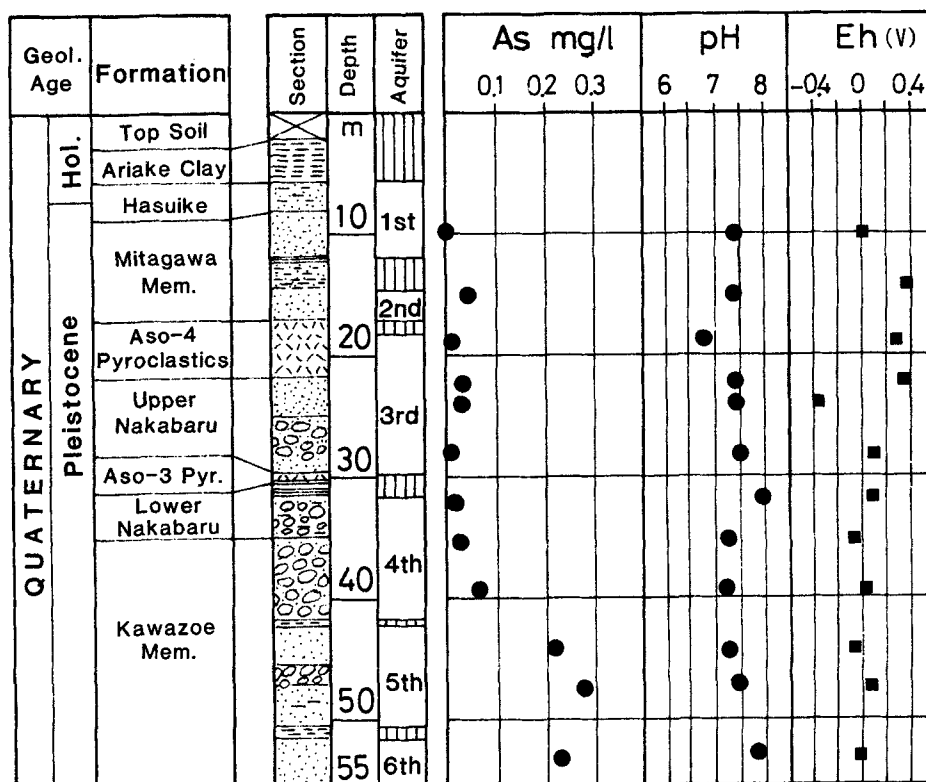 Geol. Age
Formation
Section
Depth
Aquifer
As mg/l
pH
Eh (V)
0.1 0.2 0.3
6 7 8
-0.4 0 0.4
QUATERNARY
Hol.
Pleistocene
Top Soil
Ariake Clay
Hasuike
Mitagawa
Mem.
Aso-4
Pyroclastics
Upper
Nakabaru
Aso-3 Pyr.
Lower
Nakabaru
Kawazoe
Mem.
m
10
20
30
40
50
55
1st
2nd
3rd
4th
5th
6th